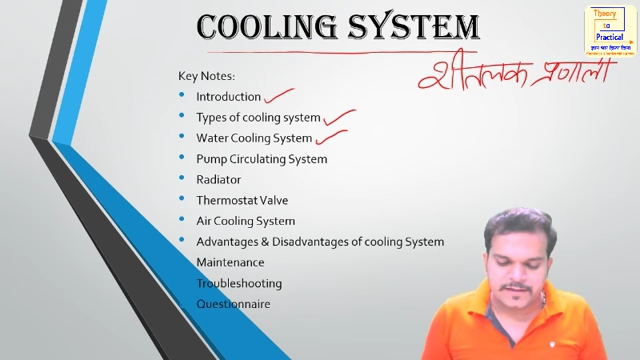 COOLING SYSTEM
Theory
to
Practical
शीतलक प्रणाली
Key Notes:
Introduction
Types of cooling system
Water Cooling System
Pump Circulating System
Radiator
Thermostat Valve
Air Cooling System
Advantages & Disadvantages of cooling System
Maintenance
Troubleshooting
Questionnaire